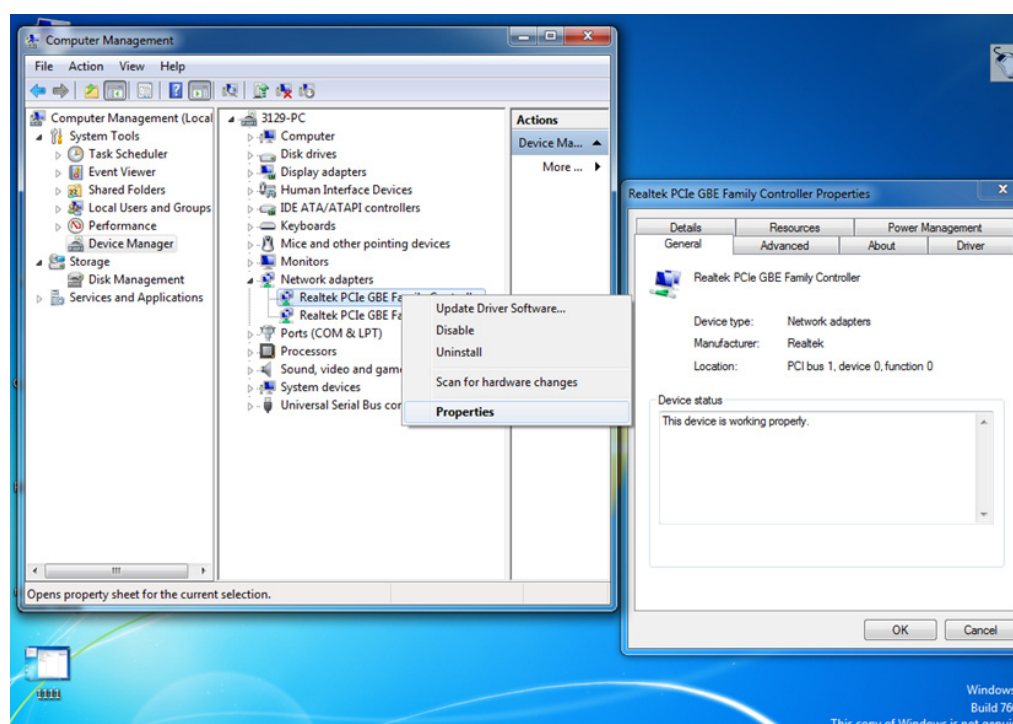 Computer Management
File Action View Help
Computer Management (Local
System Tools
Task Scheduler
Event Viewer
Shared Folders
Local Users and Groups
Performance
Device Manager
Storage
Disk Management
Services and Applications
3129-PC
Computer
Disk drives
Display adapters
Human Interface Devices
IDE ATA/ATAPI controllers
Keyboards
Mice and other pointing devices
Monitors
Network adapters
Realtek PCIe GBE Family Controller
Realtek PCIe GBE Fa
Ports (COM & LPT)
Processors
Sound, video and gam
System devices
Universal Serial Bus con
Actions
Device Ma...
More ...
Update Driver Software...
Disable
Uninstall
Scan for hardware changes
Properties
Opens property sheet for the current selection.
Realtek PCIe GBE Family Controller Properties
Details Resources Power Management
General Advanced About Driver
Realtek PCIe GBE Family Controller
Device type: Network adapters
Manufacturer: Realtek
Location: PCI bus 1, device 0, function 0
Device status
This device is working properly.
OK Cancel
Windows
Build 76
This copy of Windows is not genui